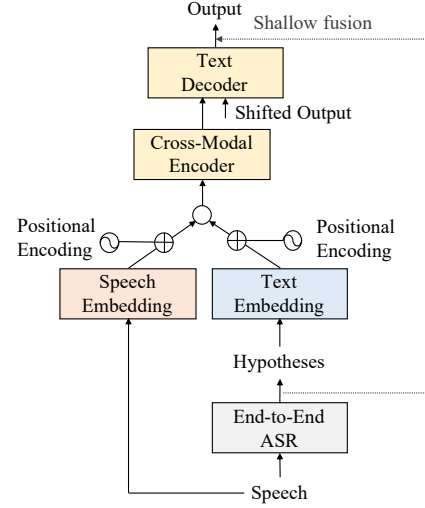 Output
Shallow fusion
Text
Decoder
Shifted Output
Cross-Modal
Encoder
Positional
Encoding
Positional
Encoding
Speech
Embedding
Text
Embedding
Hypotheses
End-to-End
ASR
Speech